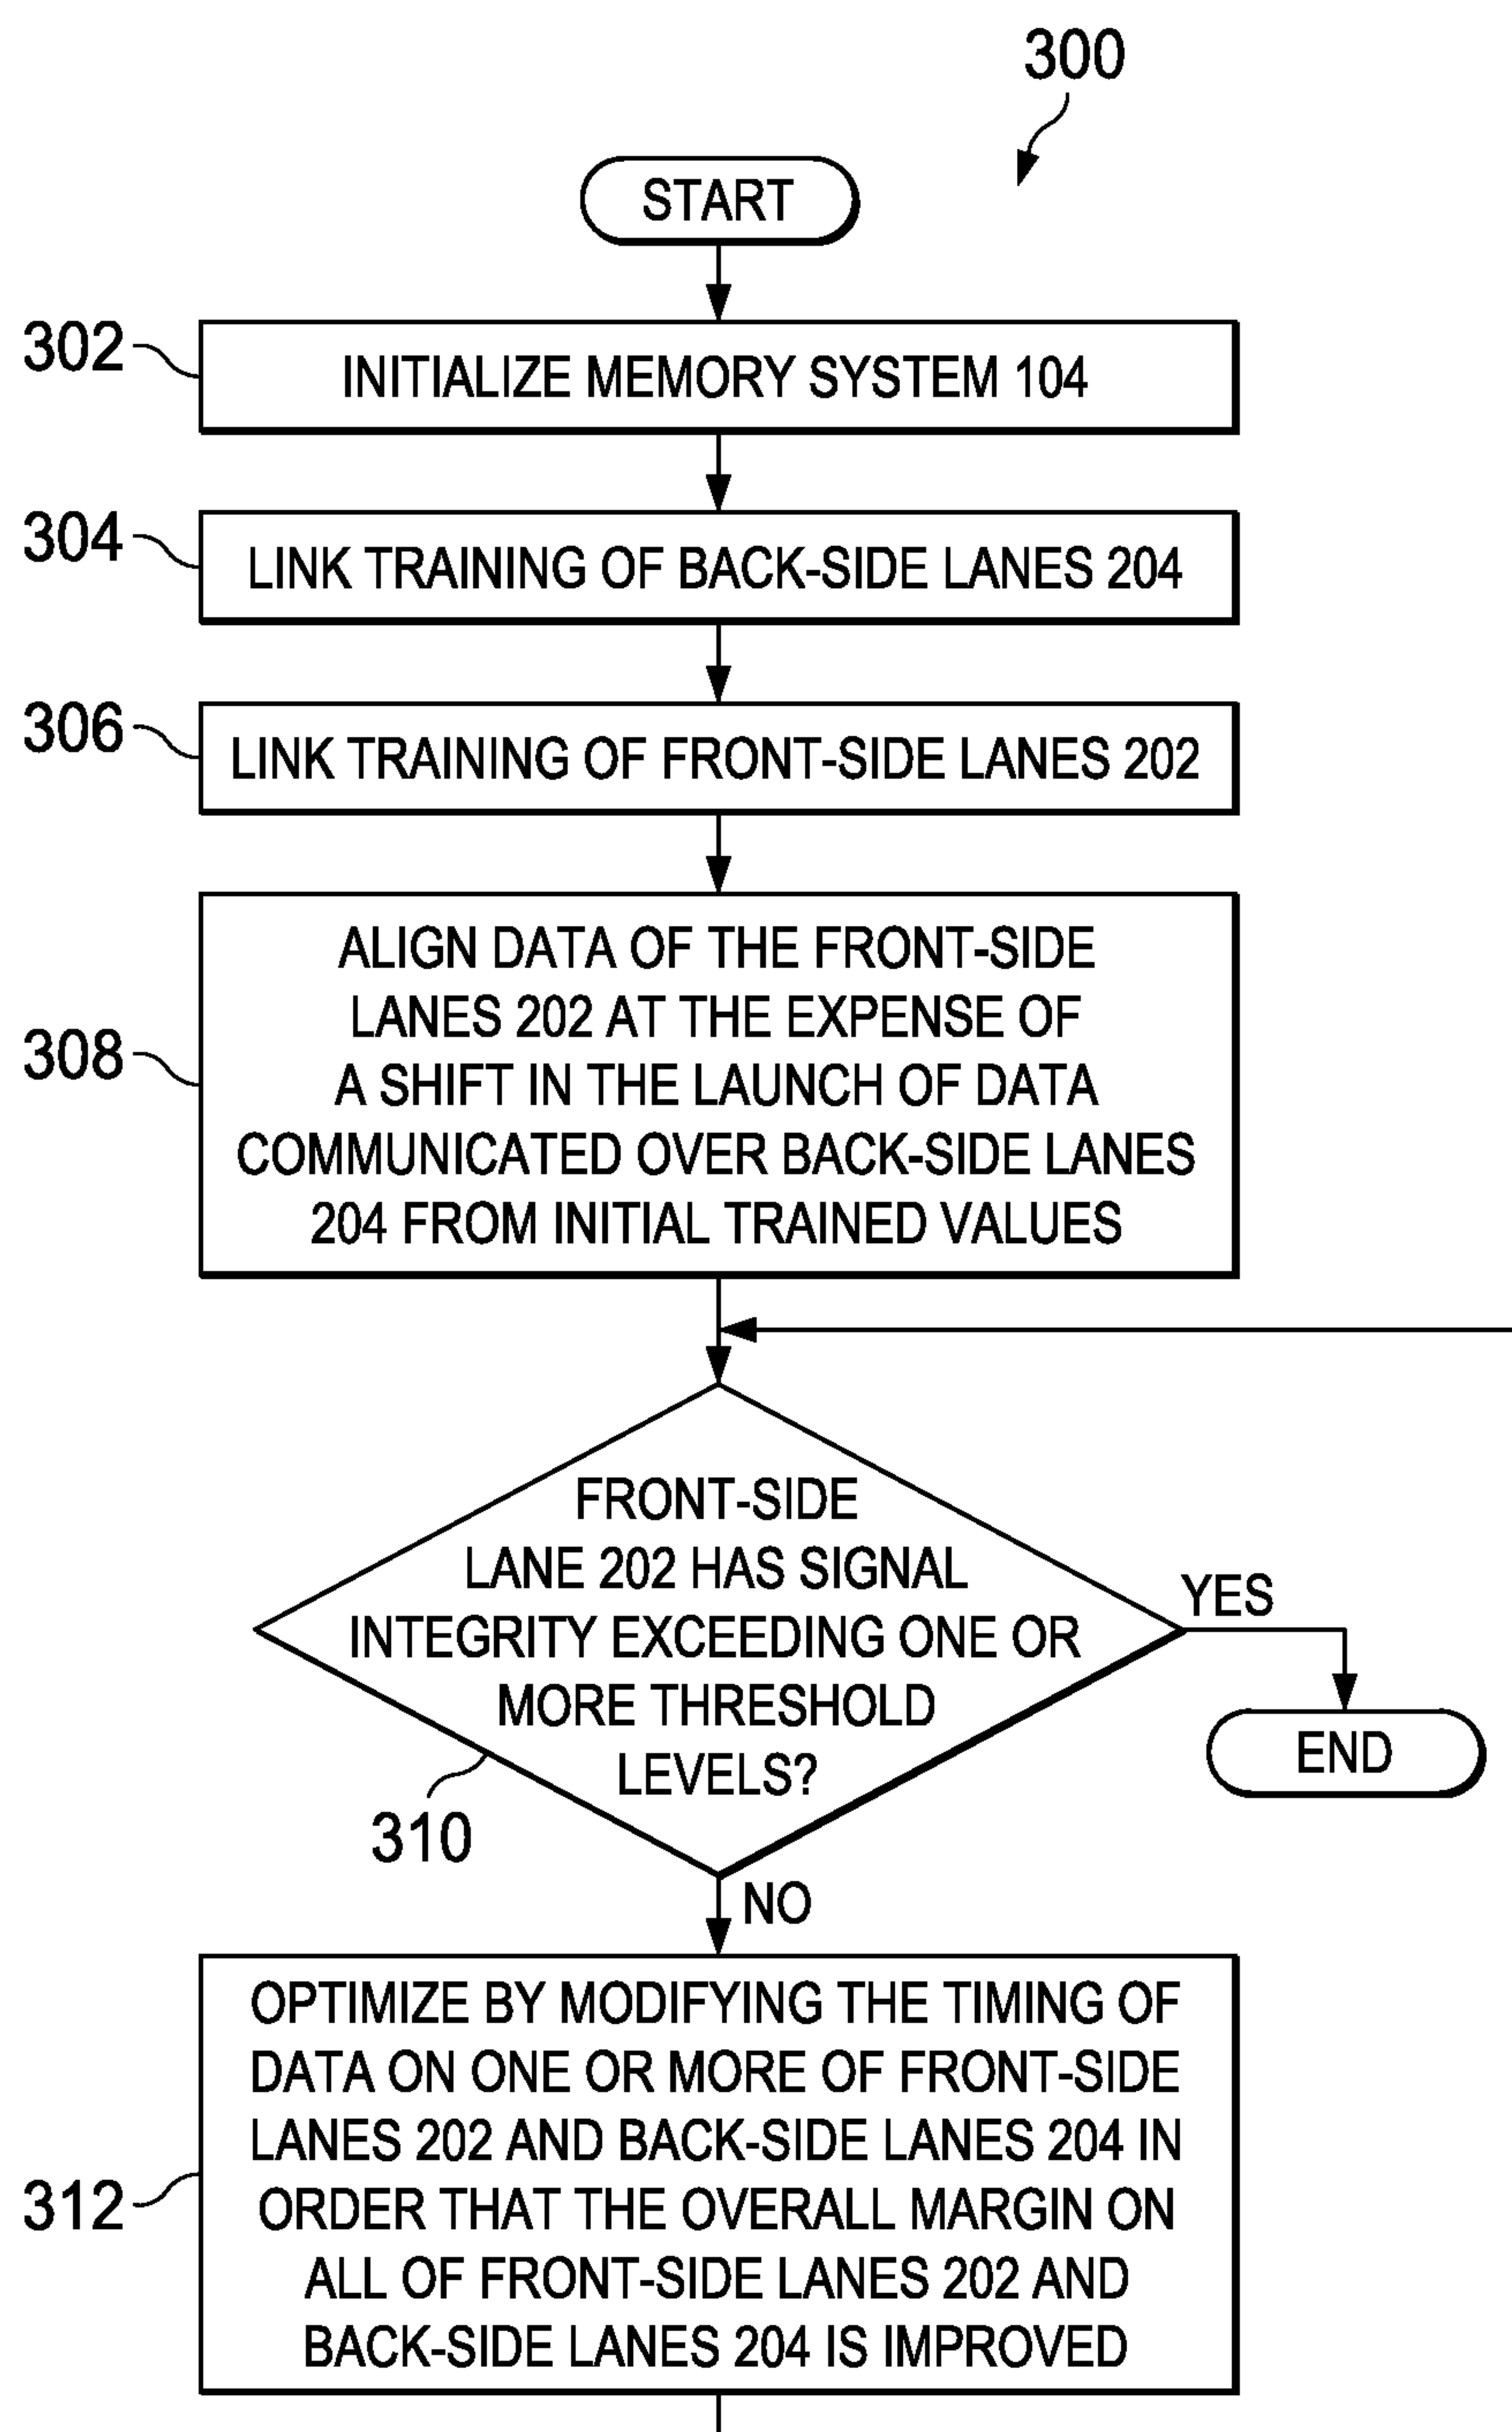 300
START
302
INITIALIZE MEMORY SYSTEM 104
304
LINK TRAINING OF BACK-SIDE LANES 204
306
LINK TRAINING OF FRONT-SIDE LANES 202
308
ALIGN DATA OF THE FRONT-SIDE
LANES 202 AT THE EXPENSE OF
A SHIFT IN THE LAUNCH OF DATA
COMMUNICATED OVER BACK-SIDE LANES
204 FROM INITIAL TRAINED VALUES
FRONT-SIDE
LANE 202 HAS SIGNAL
INTEGRITY EXCEEDING ONE OR
MORE THRESHOLD
LEVELS?
310
YES
END
NO
312
OPTIMIZE BY MODIFYING THE TIMING OF
DATA ON ONE OR MORE OF FRONT-SIDE
LANES 202 AND BACK-SIDE LANES 204 IN
ORDER THAT THE OVERALL MARGIN ON
ALL OF FRONT-SIDE LANES 202 AND
BACK-SIDE LANES 204 IS IMPROVED